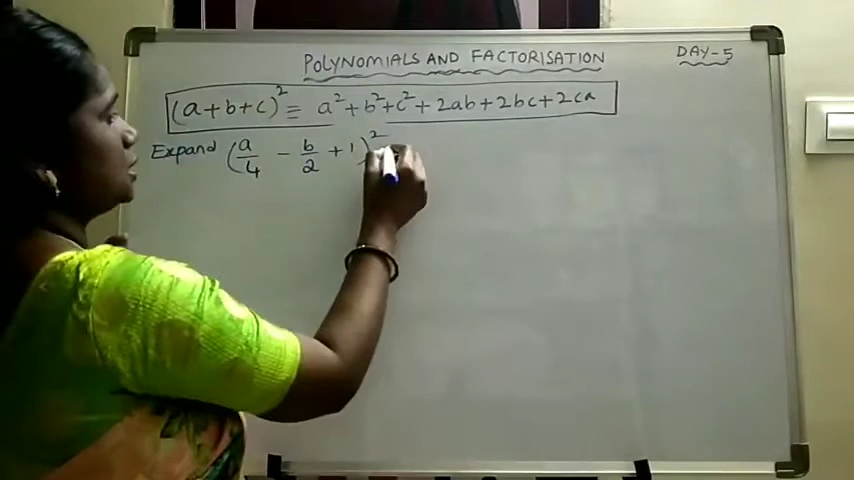 POLYNOMIALS AND FACTORISATION
DAY-5
(a+b+c)² = a²+b²+c²+2ab+2bc+2ca
Expand (a/4 - b/2 +1)²